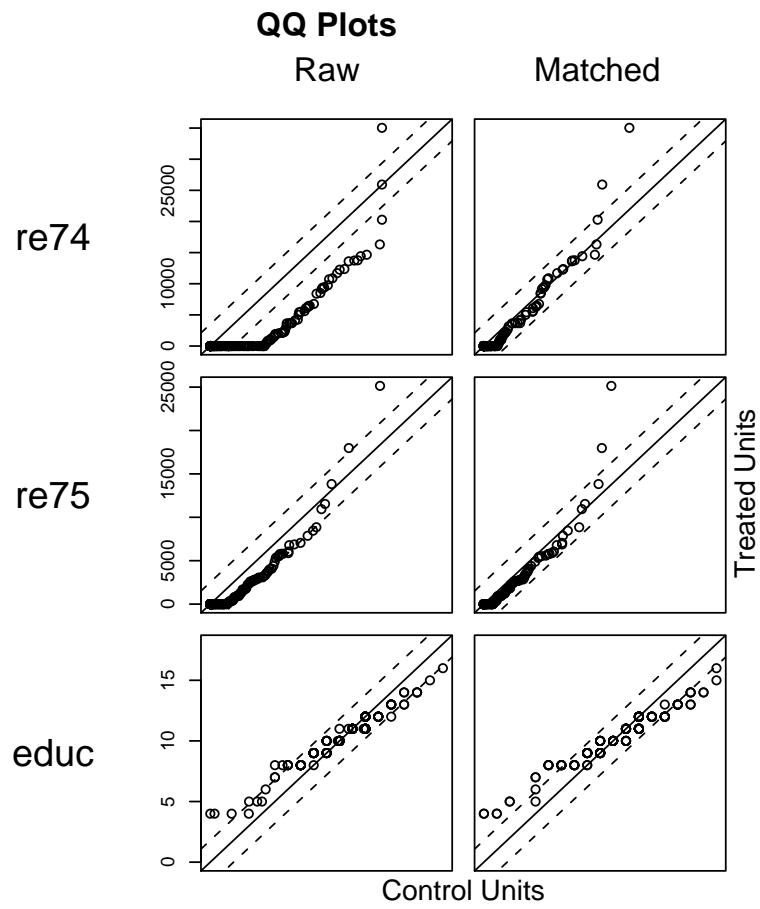 QQ Plots
Raw Matched
re74
0 10000 25000
re75
0 5000 15000 25000
educ
0 5 10 15
Treated Units
Control Units